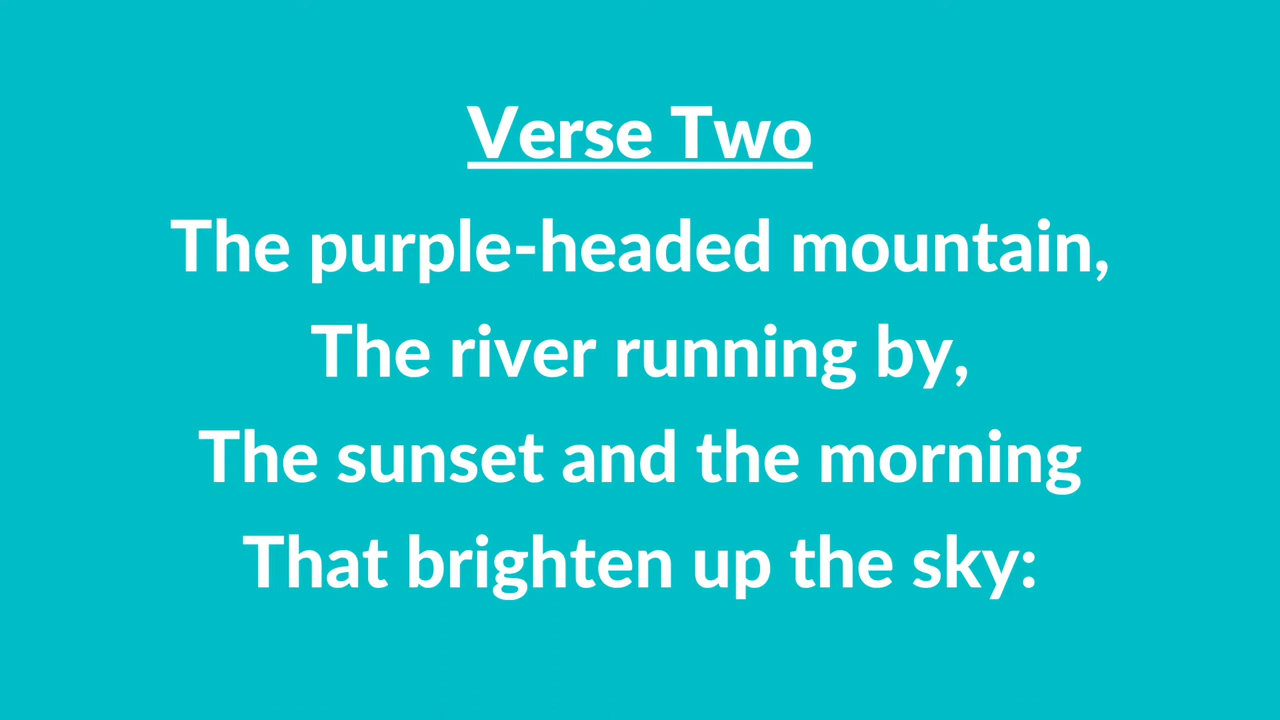 Verse Two
The purple-headed mountain,
The river running by,
The sunset and the morning
That brighten up the sky: